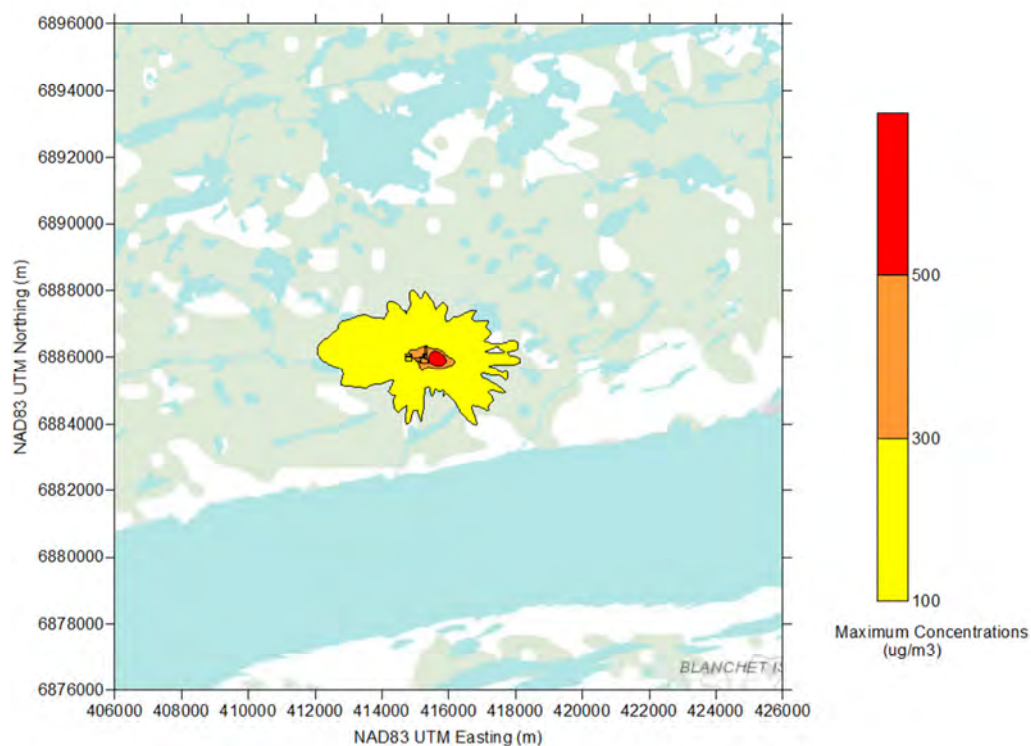 6896000
6894000
6892000
6890000
6888000
6886000
6884000
6882000
6880000
6878000
6876000
NAD83 UTM Northing (m)
406000 408000 410000 412000 414000 416000 418000 420000 422000 424000 426000
NAD83 UTM Easting (m)
BLANCHET IS
500
300
100
Maximum Concentrations
(ug/m3)